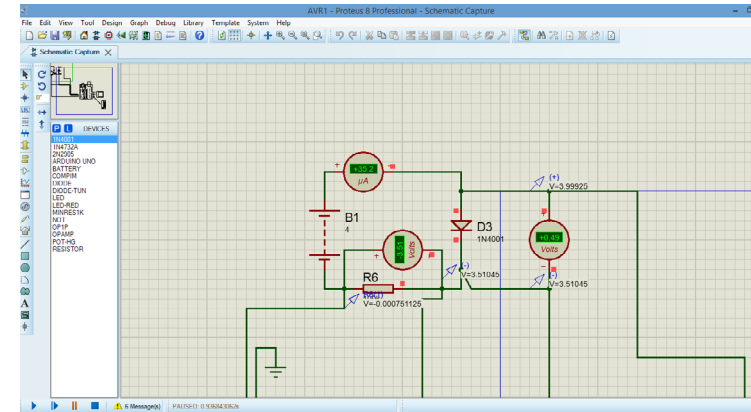 AVR1 - Proteus 8 Professional - Schematic Capture
File Edit View Tool Design Graph Debug Library Template System Help
Schematic Capture
P L DEVICES
1N4001
1N4732A
2N2905
ARDUINO UNO
BATTERY
COMPIM
DIODE
DIODE-TUN
LED
LED-RED
MINRES1K
NOT
OP1P
OPAMP
POT-HG
RESISTOR
+35.2
µA
B1
4
-3.51
Volts
R6
V=-0.000751125
D3
1N4001
(+)
V=3.99925
+0.49
Volts
(-)
V=3.51045
(-)
V=3.51045
6 Message(s)